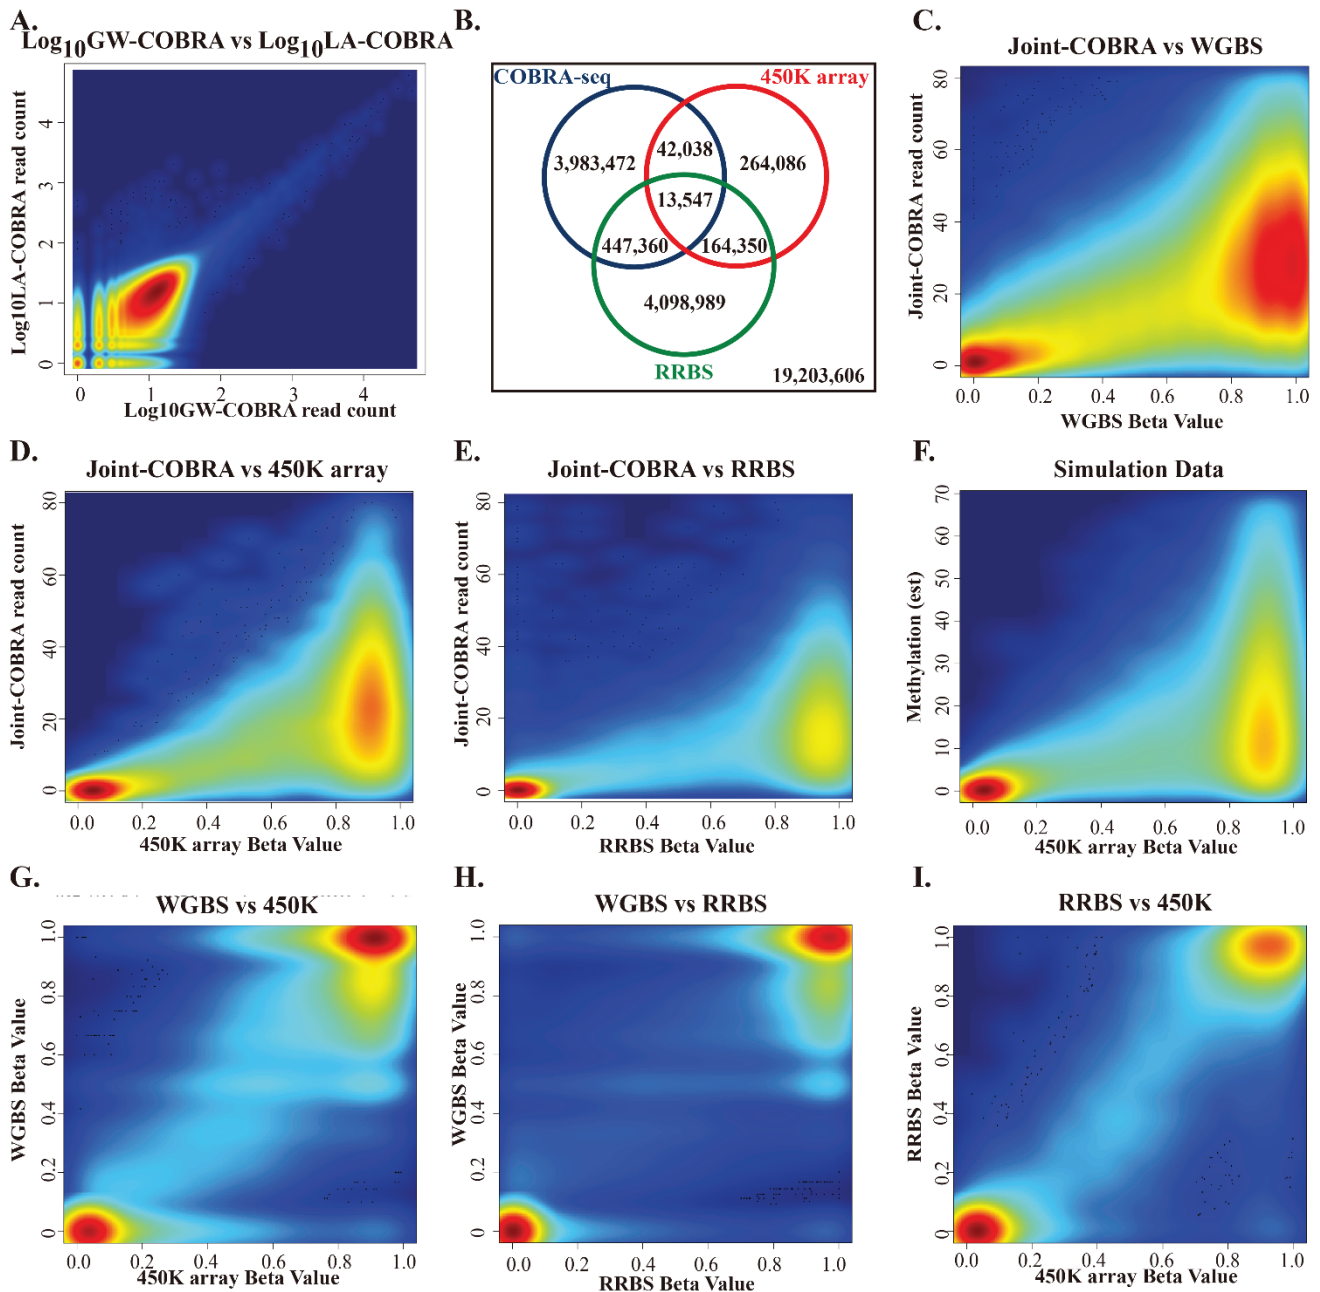 A.
Log10GW-COBRA vs Log10LA-COBRA
Log10LA-COBRA read count
4
3
2
1
0
0
1
2
3
4
Log10GW-COBRA read count
B.
COBRA-seq
450K array
3,983,472
42,038
264,086
13,547
447,360
164,350
4,098,989
RRBS
19,203,606
C.
Joint-COBRA vs WGBS
Joint-COBRA read count
80
60
40
20
0
0.0 0.2 0.4 0.6 0.8 1.0
WGBS Beta Value
D.
Joint-COBRA vs 450K array
Joint-COBRA read count
80
60
40
20
0
0.0 0.2 0.4 0.6 0.8 1.0
450K array Beta Value
E.
Joint-COBRA vs RRBS
Joint-COBRA read count
80
60
40
20
0
0.0 0.2 0.4 0.6 0.8 1.0
RRBS Beta Value
F.
Simulation Data
Methylation (est)
70
60
50
40
30
20
10
0
0.0 0.2 0.4 0.6 0.8 1.0
450K array Beta Value
G.
WGBS vs 450K
WGBS Beta Value
1.0
0.8
0.6
0.4
0.2
0
0 0.2 0.4 0.6 0.8 1.0
450K array Beta Value
H.
WGBS vs RRBS
WGBS Beta Value
1.0
0.8
0.6
0.4
0.2
0
0 0.2 0.4 0.6 0.8 1.0
RRBS Beta Value
I.
RRBS vs 450K
RRBS Beta Value
1.0
0.8
0.6
0.4
0.2
0
0 0.2 0.4 0.6 0.8 1.0
450K array Beta Value